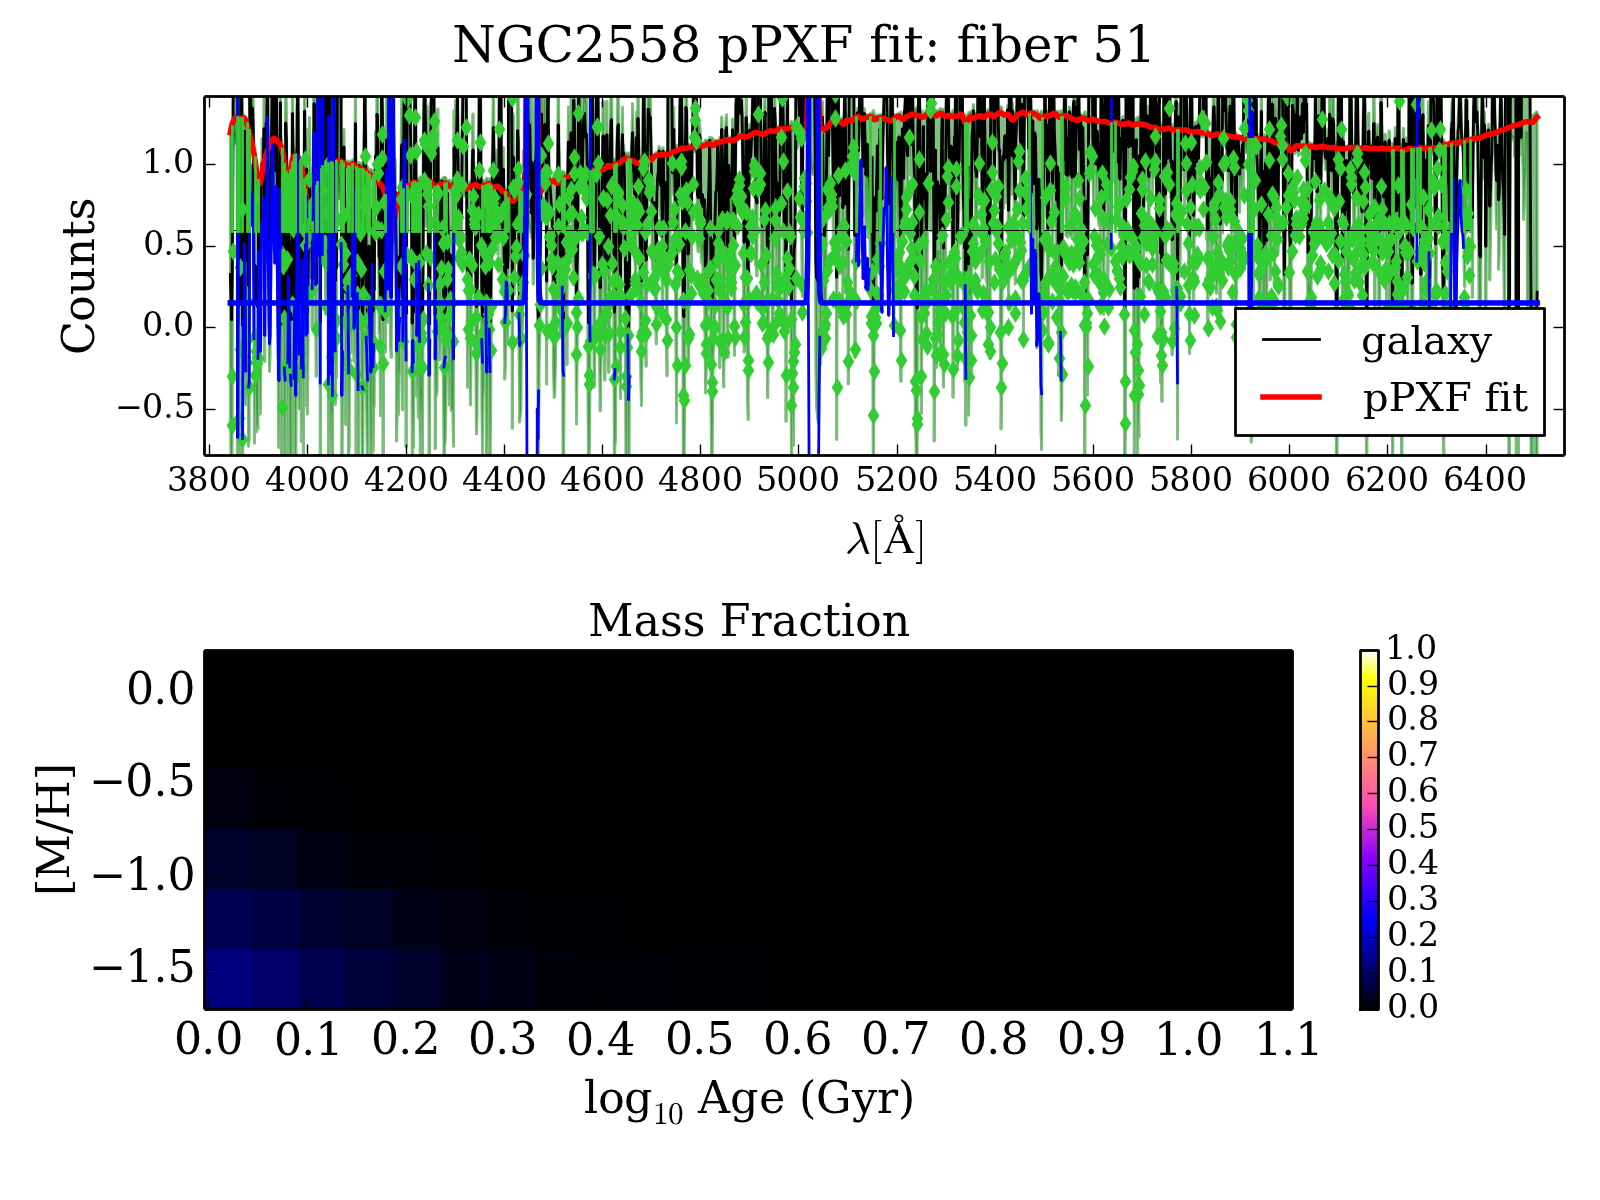 NGC2558 pPXF fit: fiber 51
Counts
1.0
0.5
0.0
−0.5
galaxy
pPXF fit
3800 4000 4200 4400 4600 4800 5000 5200 5400 5600 5800 6000 6200 6400
λ[Å]
Mass Fraction
[M/H]
0.0
−0.5
−1.0
−1.5
1.0
0.9
0.8
0.7
0.6
0.5
0.4
0.3
0.2
0.1
0.0
0.0 0.1 0.2 0.3 0.4 0.5 0.6 0.7 0.8 0.9 1.0 1.1
log₁₀ Age (Gyr)